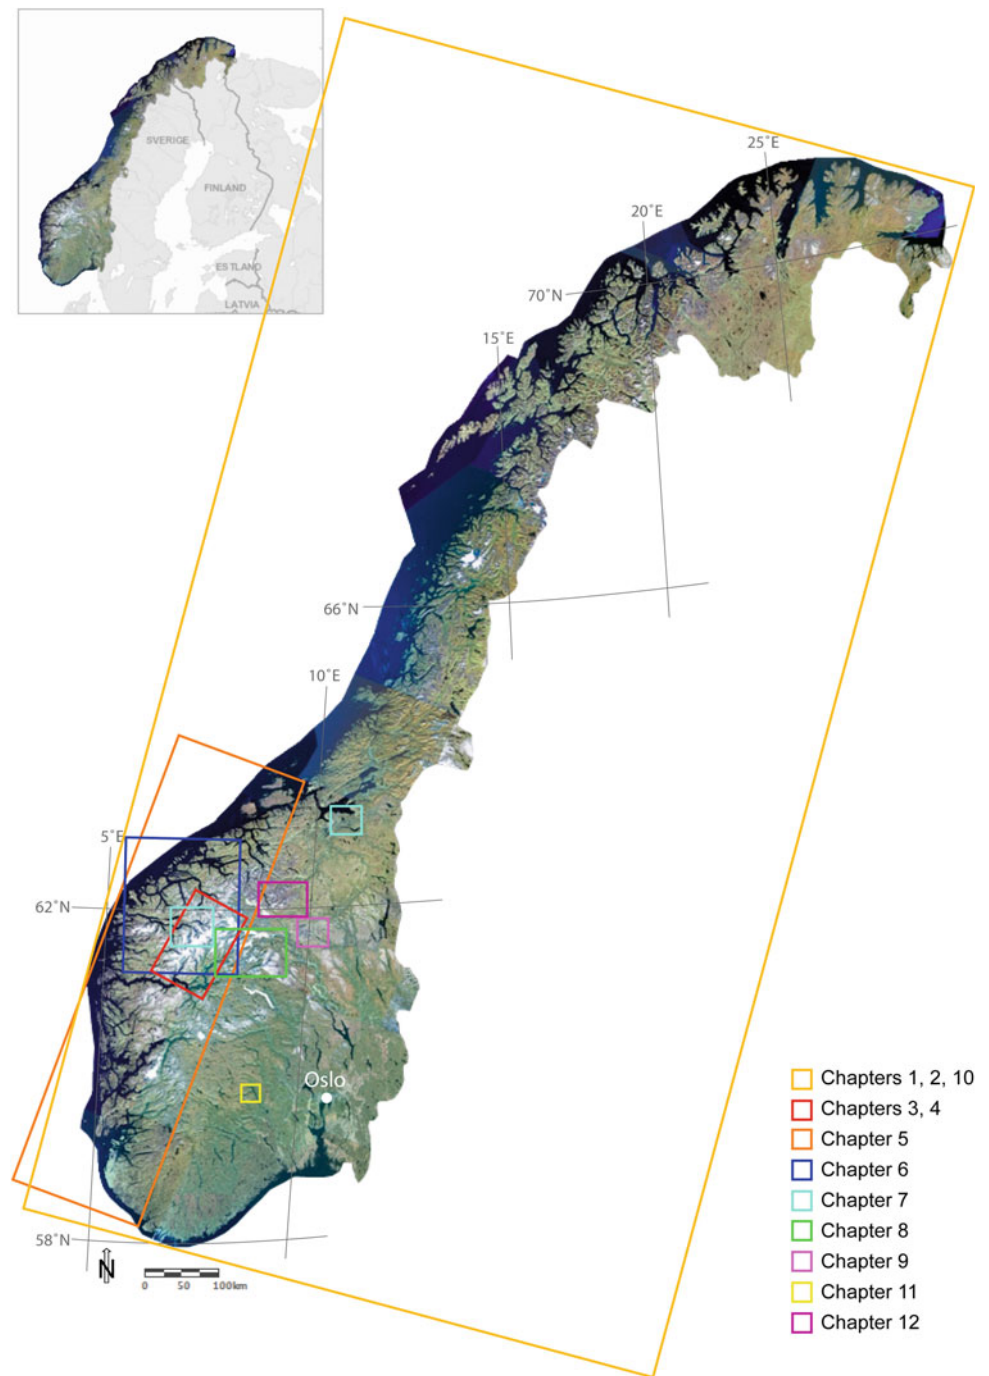 SVERIGE
FINLAND
ESTLAND
LATVIA
25°E
20°E
70°N
15°E
66°N
10°E
5°E
62°N
Oslo
58°N
N
0 50 100km
Chapters 1, 2, 10
Chapters 3, 4
Chapter 5
Chapter 6
Chapter 7
Chapter 8
Chapter 9
Chapter 11
Chapter 12